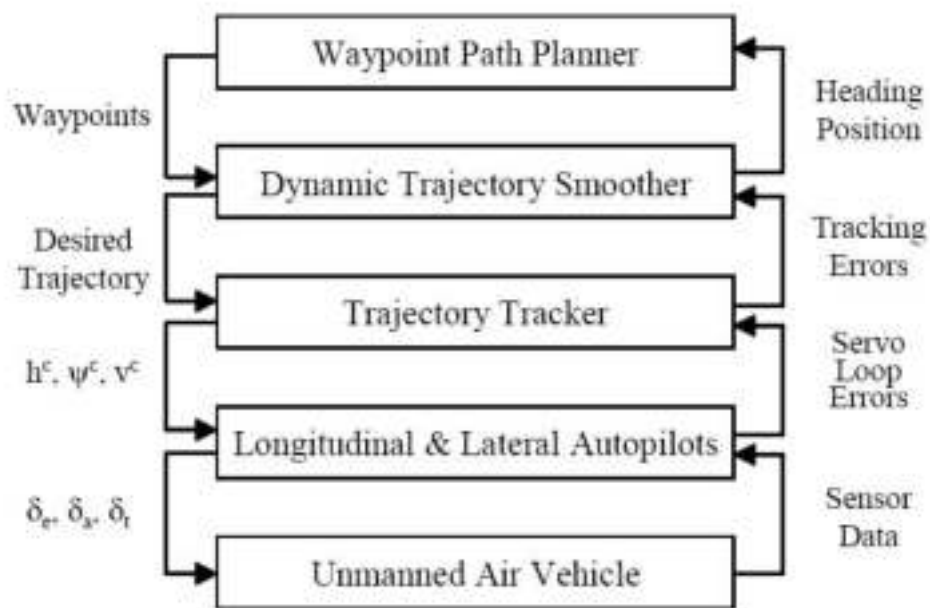 Waypoint Path Planner
Waypoints
Heading
Position
Dynamic Trajectory Smoother
Desired
Trajectory
Tracking
Errors
Trajectory Tracker
hᶜ, ψᶜ, vᶜ
Servo
Loop
Errors
Longitudinal & Lateral Autopilots
δₑ, δₐ, δₜ
Sensor
Data
Unmanned Air Vehicle